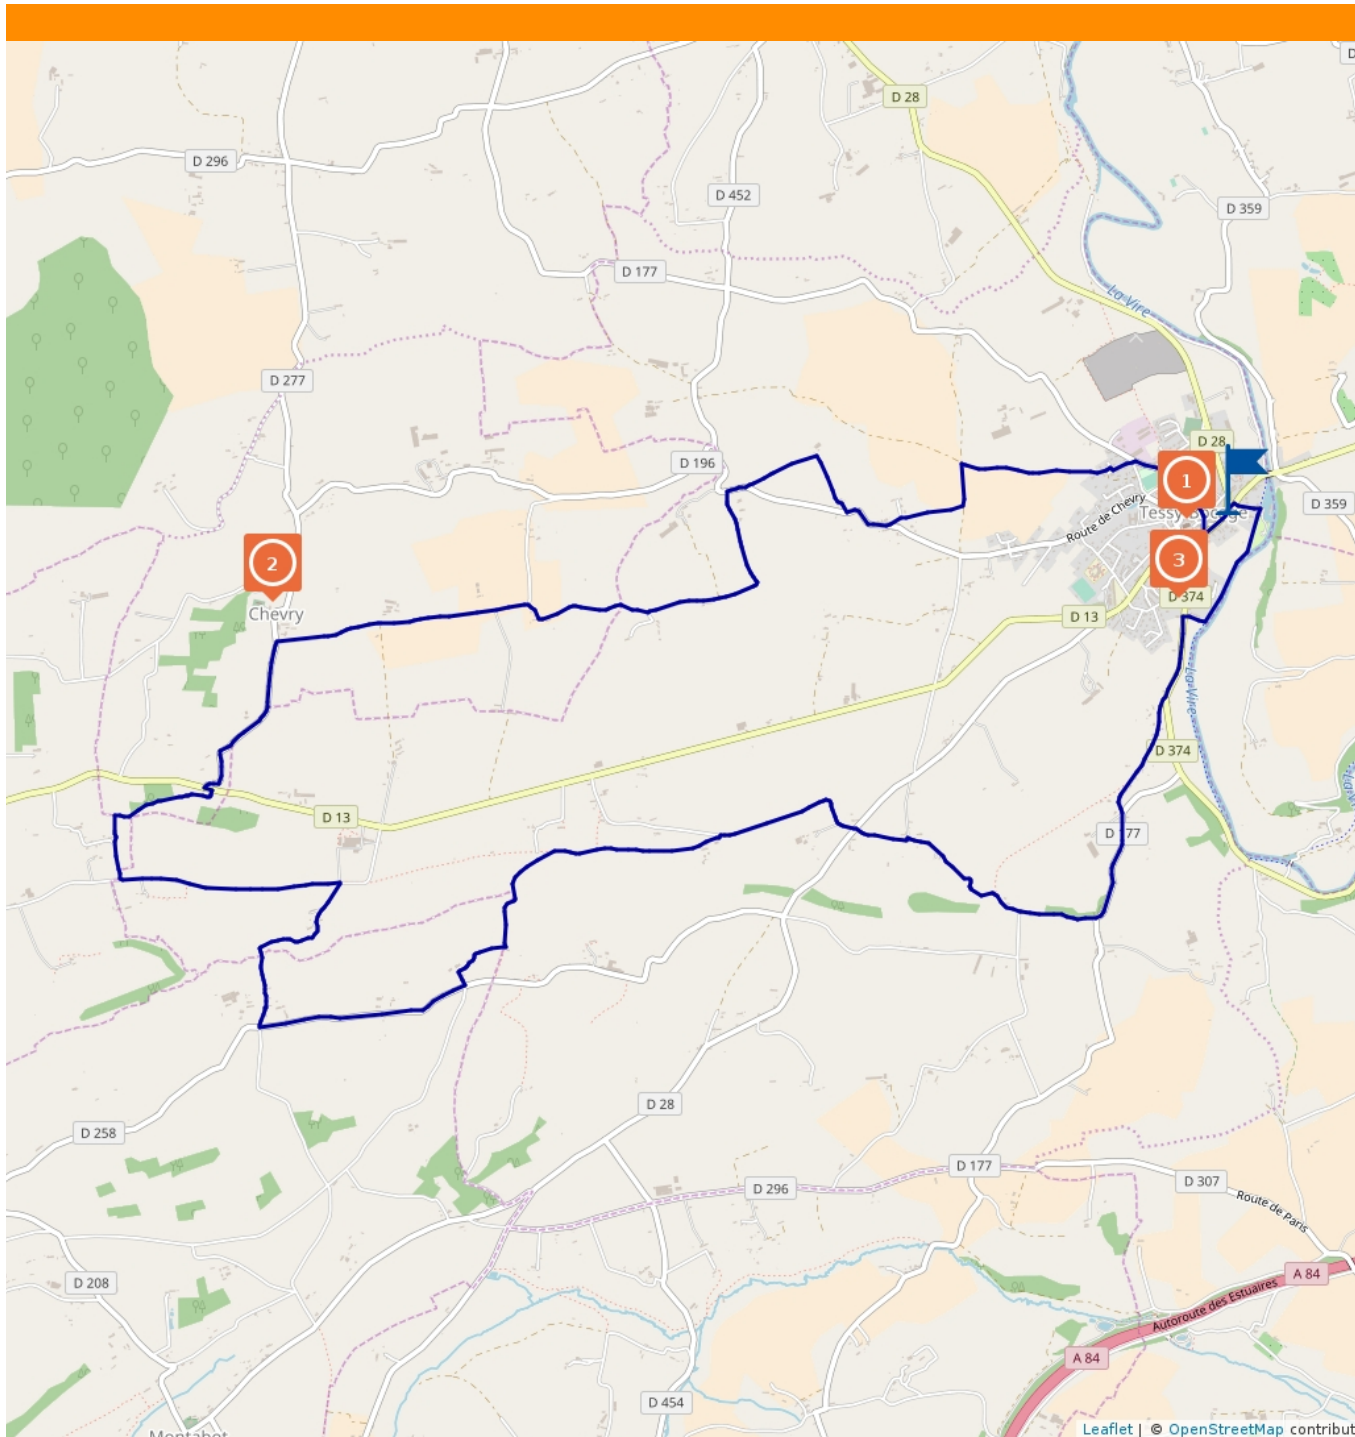 D 28
D 296
D 452
D 359
D 177
La Vire
D 277
D 28
D 196
1
Route de Chevry
D 359
2
3
Chevry
D 374
D 13
La Vire
D 374
D 13
D 177
D 28
D 258
D 177
D 296
D 307
Route de Paris
D 208
A 84
Autoroute des Estuaires
A 84
D 454
Leaflet | © OpenStreetMap contribut